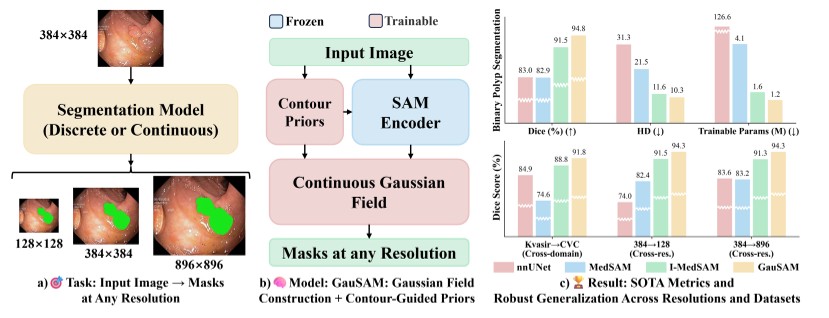 384×384
Segmentation Model
(Discrete or Continuous)
128×128
384×384
896×896
a) 🎯 Task: Input Image → Masks
at Any Resolution
Frozen
Trainable
Input Image
Contour
Priors
SAM
Encoder
Continuous Gaussian
Field
Masks at any Resolution
b) 🧠 Model: GauSAM: Gaussian Field
Construction + Contour-Guided Priors
Binary Polyp Segmentation
83.0
82.9
91.5
94.8
31.3
21.5
11.6
10.3
126.6
4.1
1.6
1.2
Dice (%) (↑)
HD (↓)
Trainable Params (M) (↓)
Dice Score (%)
84.9
74.6
88.8
91.8
74.0
82.4
91.5
94.3
83.6
83.2
91.3
94.3
Kvasir→CVC
(Cross-domain)
384→128
(Cross-res.)
384→896
(Cross-res.)
nnUNet
MedSAM
I-MedSAM
GauSAM
c) 🏆 Result: SOTA Metrics and
Robust Generalization Across Resolutions and Datasets